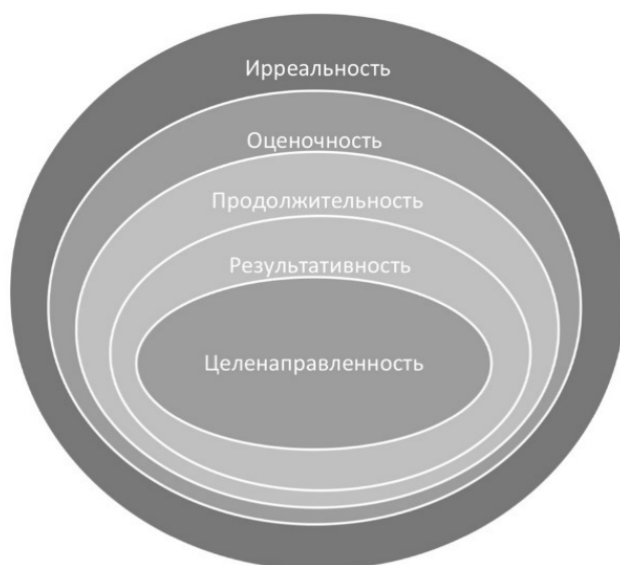 Ирреальность
Оценочность
Продолжительность
Результативность
Целенаправленность